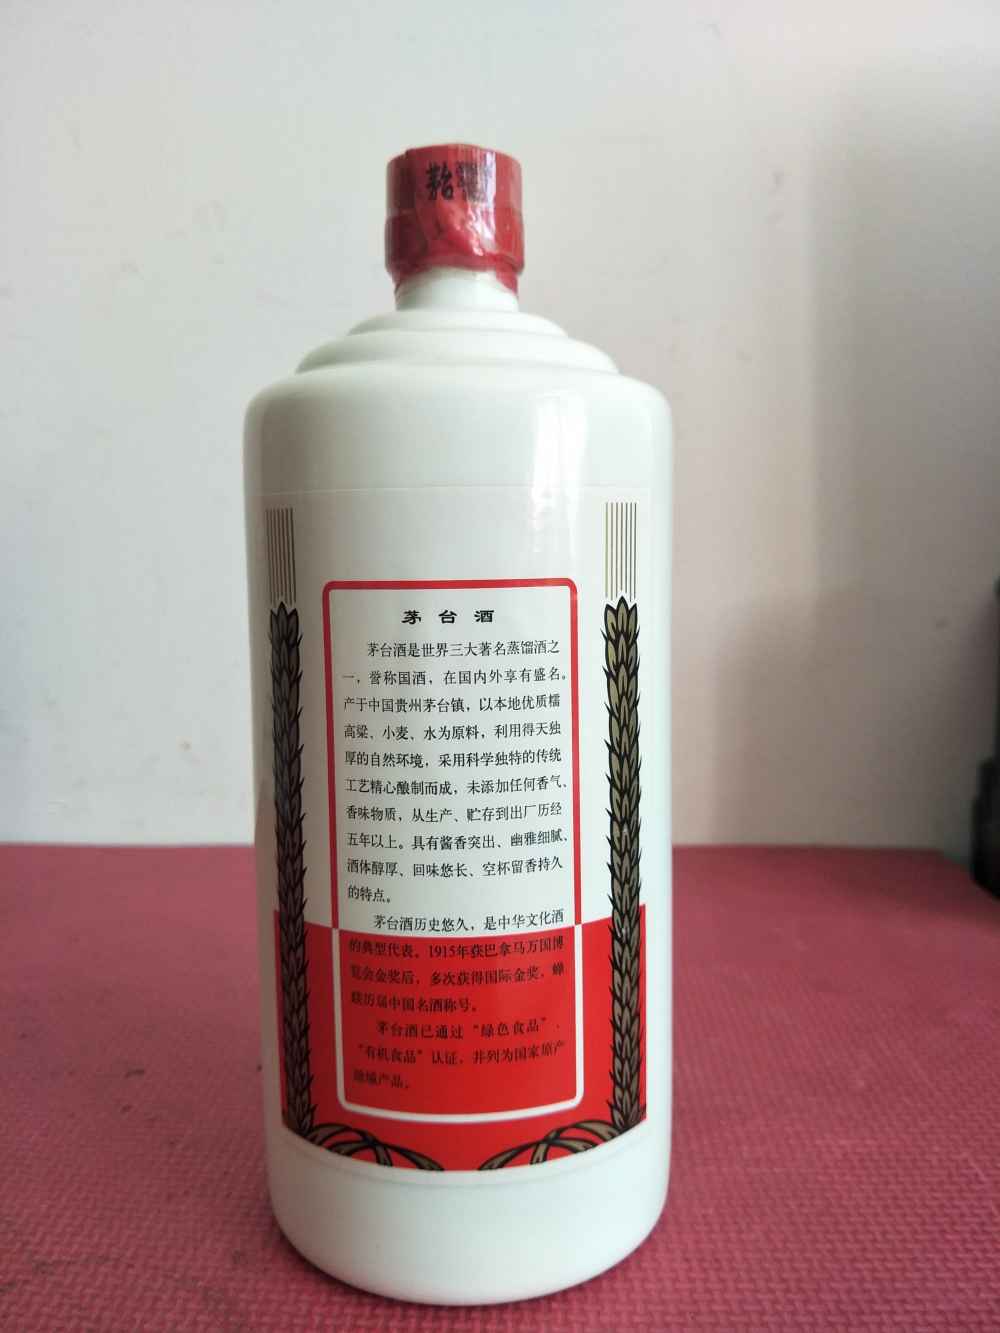 茅台
茅台酒
茅台酒是世界三大著名蒸馏酒之
一，誉称国酒，在国内外享有盛名。
产于中国贵州茅台镇，以本地优质糯
高粱、小麦、水为原料，利用得天独
厚的自然环境，采用科学独特的传统
工艺精心酿制而成，未添加任何香气、
香味物质，从生产、贮存到出厂历经
五年以上。具有酱香突出、幽雅细腻、
酒体醇厚、回味悠长、空杯留香持久
的特点。
茅台酒历史悠久，是中华文化酒
的典型代表。1915年获巴拿马万国博
览会金奖后，多次获得国际金奖，蝉
联历届中国名酒称号。
茅台酒已通过“绿色食品”、
“有机食品”认证，并列为国家原产
地域产品。